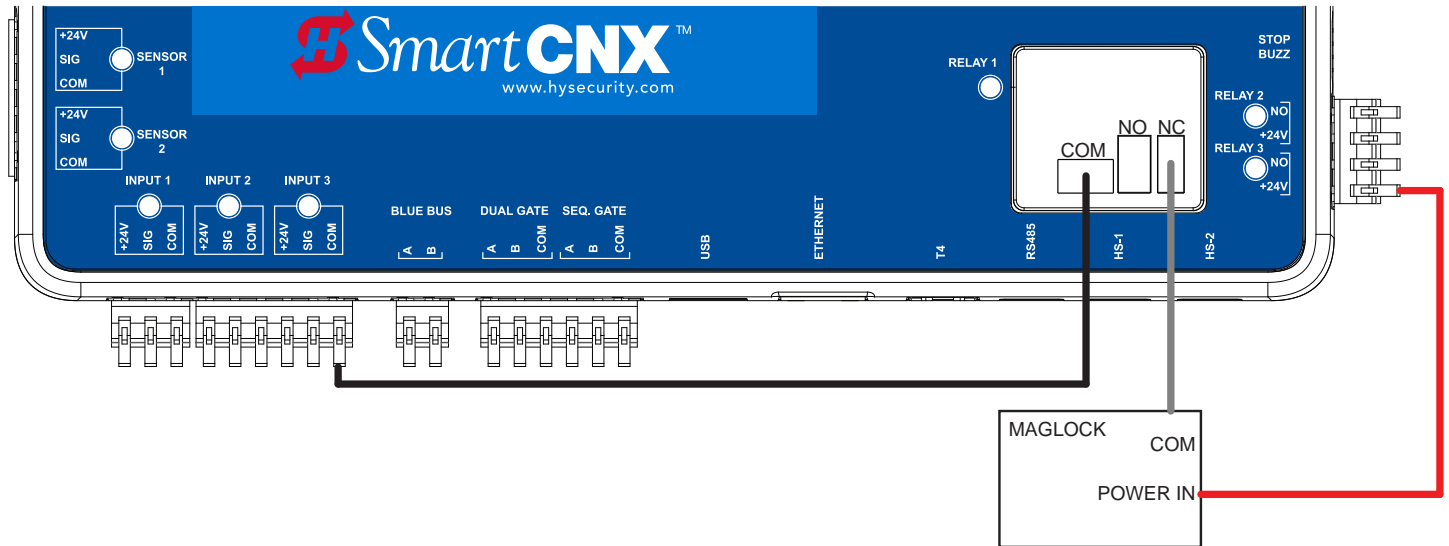 SmartCNX™
www.hysecurity.com
+24V
SIG
COM
SENSOR
1
+24V
SIG
COM
SENSOR
2
INPUT 1
INPUT 2
INPUT 3
+24V
SIG
COM
+24V
SIG
COM
+24V
SIG
COM
BLUE BUS
A
B
DUAL GATE
A
B
COM
SEQ. GATE
A
B
COM
USB
ETHERNET
T4
RS485
HS-1
HS-2
RELAY 1
COM
NO
NC
STOP
BUZZ
RELAY 2
NO
+24V
RELAY 3
NO
+24V
MAGLOCK
COM
POWER IN